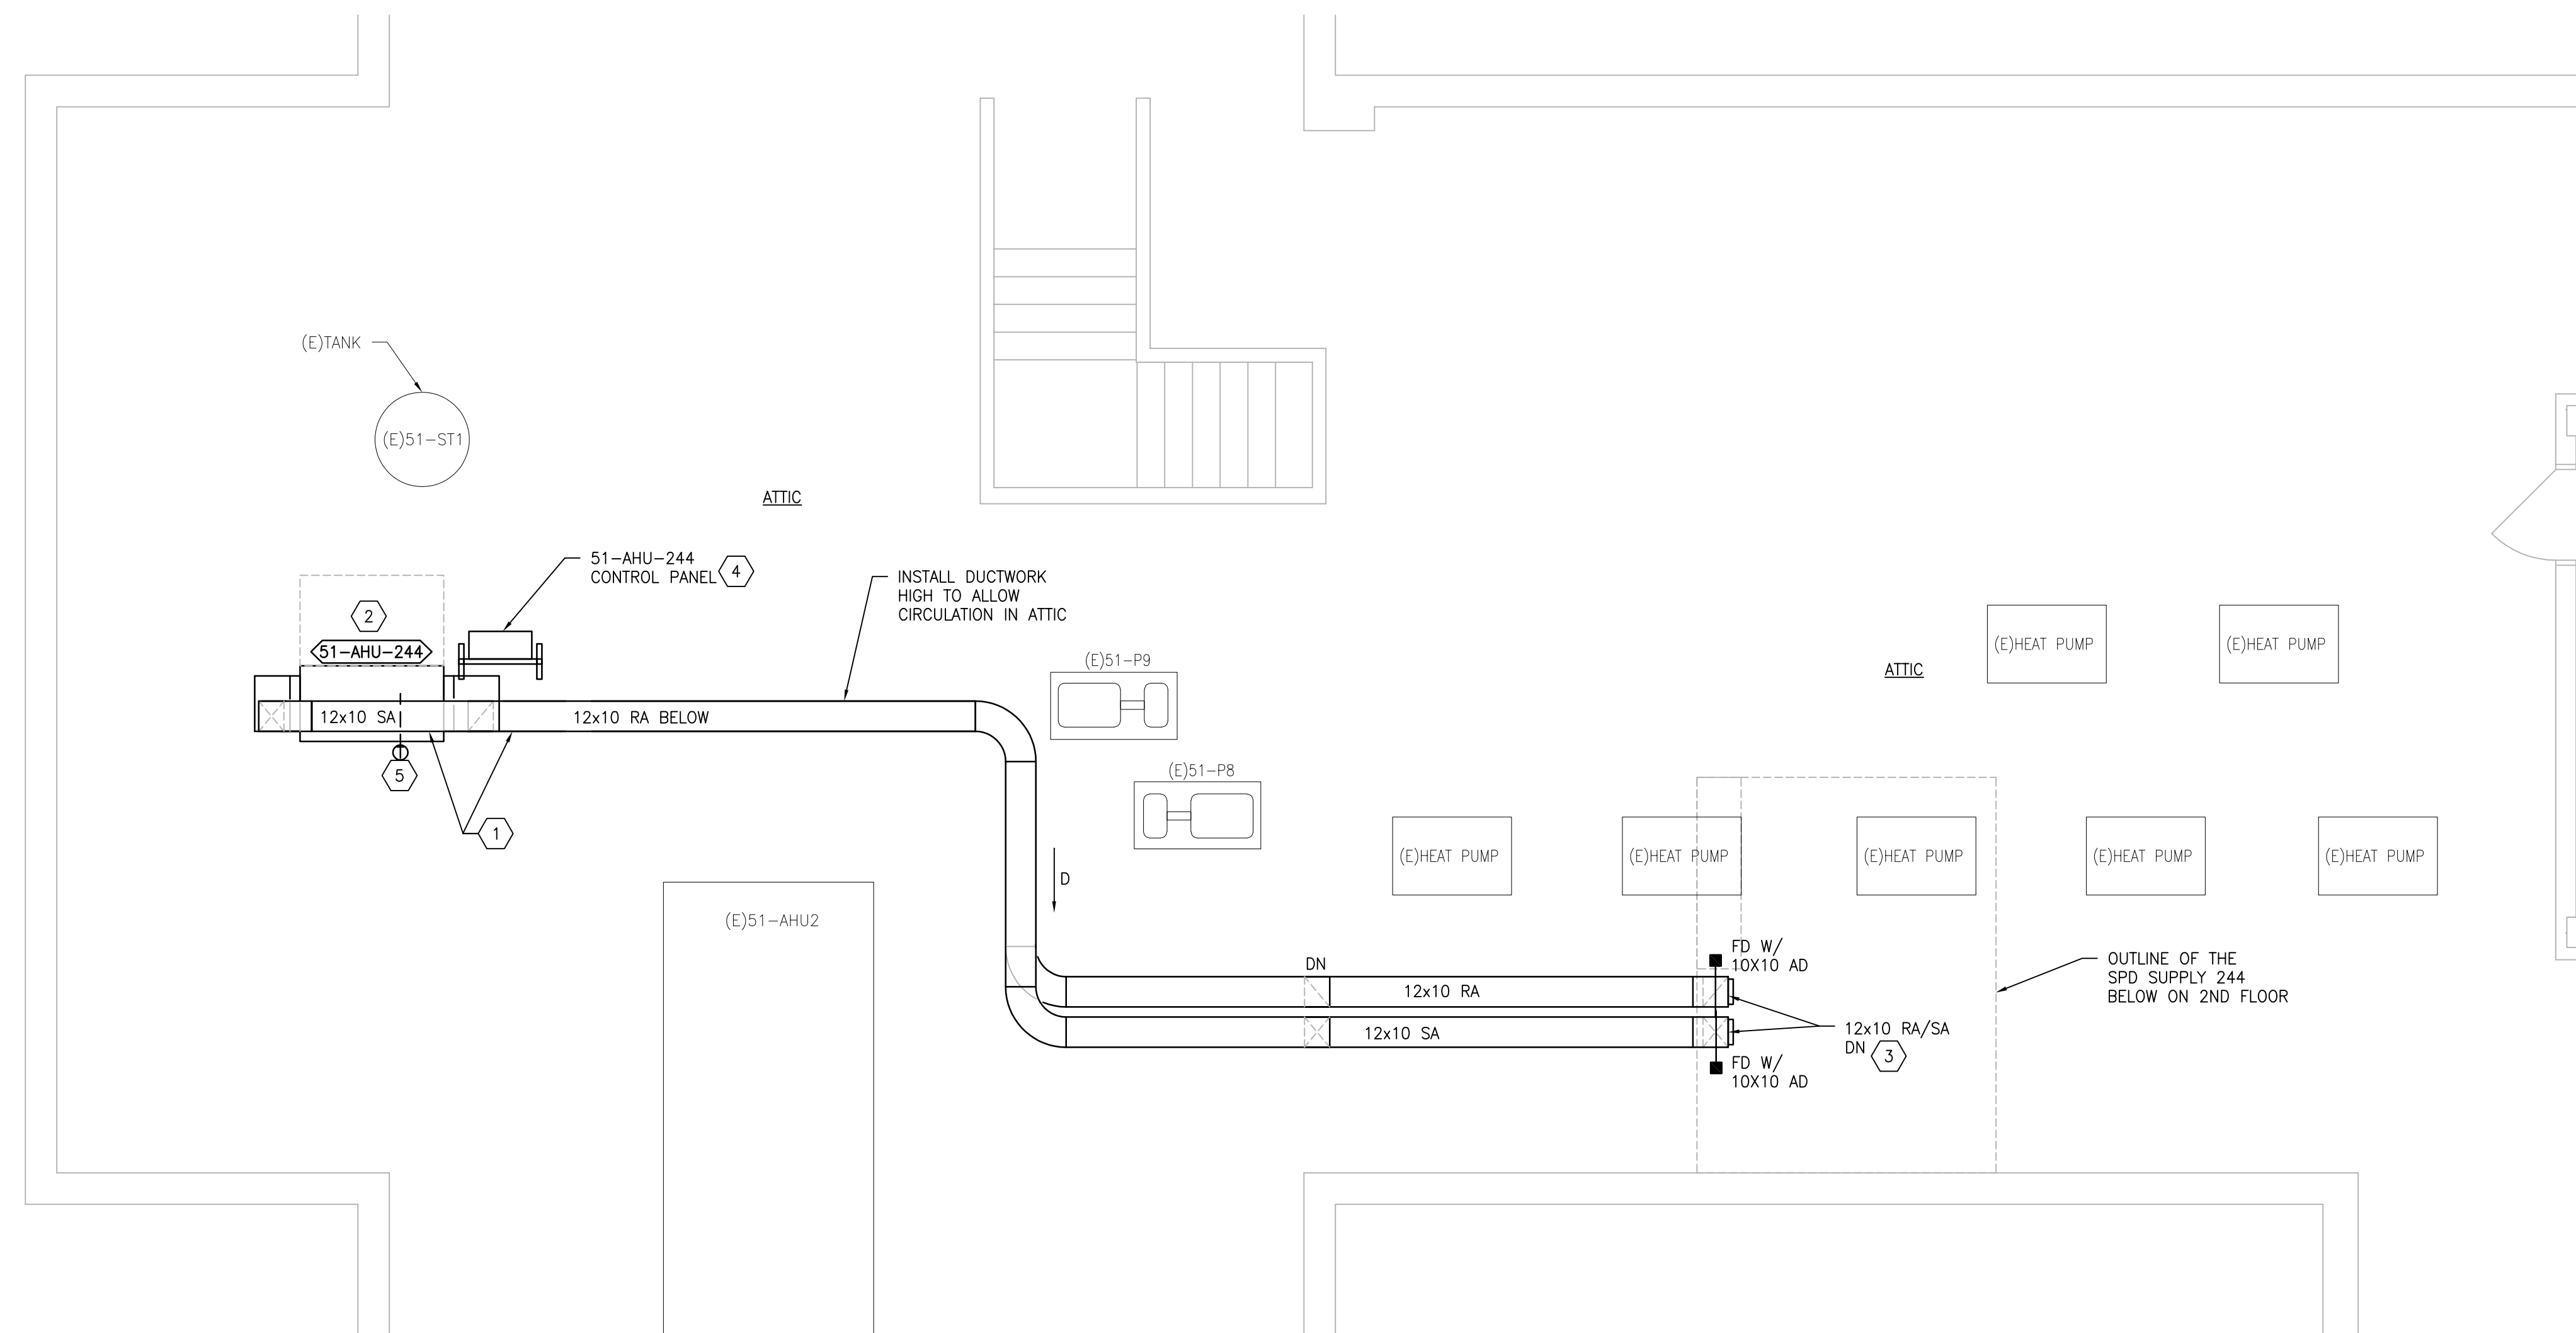 (E)TANK
(E)51-ST1
ATTIC
51-AHU-244
CONTROL PANEL
4
INSTALL DUCTWORK
HIGH TO ALLOW
CIRCULATION IN ATTIC
2
51-AHU-244
12x10 SA
12x10 RA BELOW
5
1
(E)51-P9
(E)51-P8
(E)51-AHU2
D
ATTIC
(E)HEAT PUMP
(E)HEAT PUMP
(E)HEAT PUMP
(E)HEAT PUMP
(E)HEAT PUMP
(E)HEAT PUMP
(E)HEAT PUMP
DN
12x10 RA
12x10 SA
FD W/
10X10 AD
FD W/
10X10 AD
12x10 RA/SA
DN
3
OUTLINE OF THE
SPD SUPPLY 244
BELOW ON 2ND FLOOR